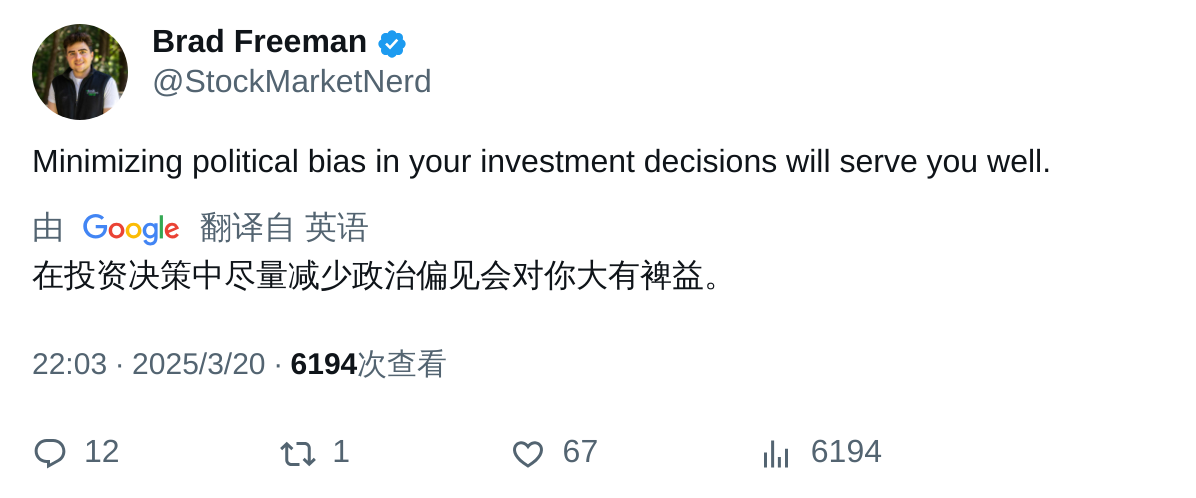 Brad Freeman
@StockMarketNerd
Minimizing political bias in your investment decisions will serve you well.
由 Google 翻译自 英语
在投资决策中尽量减少政治偏见会对你大有裨益。
22:03 · 2025/3/20 · 6194次查看
12 1 67 6194